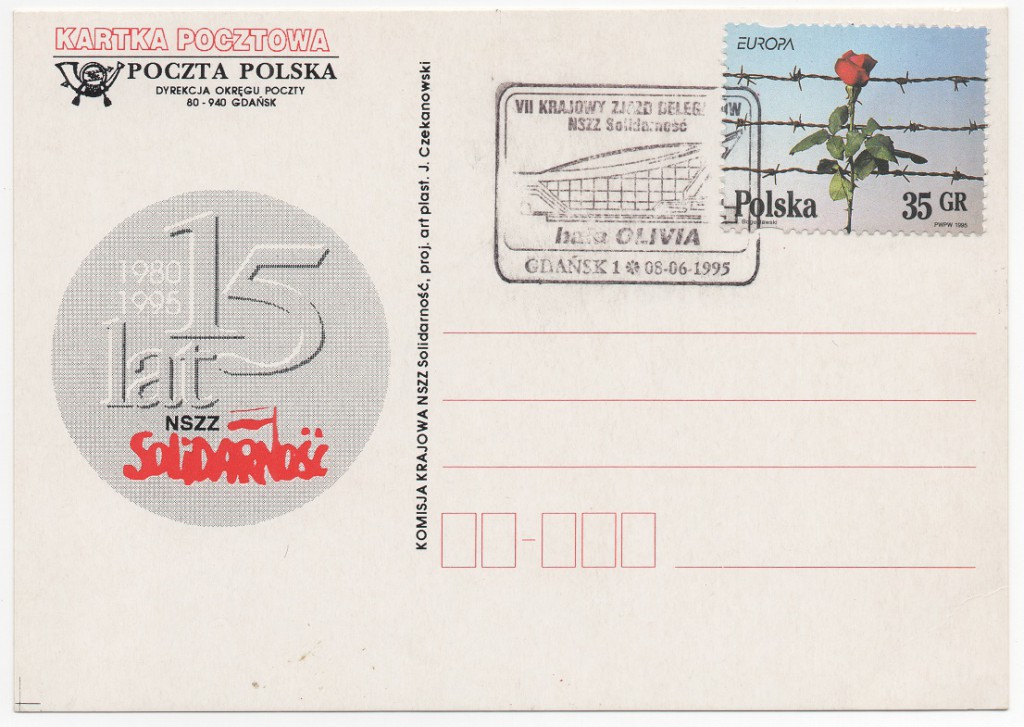 KARTKA POCZTOWA
POCZTA POLSKA
DYREKCJA OKRĘGU POCZTY
80 - 940 GDAŃSK
1980
1995
15
lat
NSZZ
SOLIDARNOŚĆ
KOMISJA KRAJOWA NSZZ Solidarność, proj. art plast. J. Czekanowski
VII KRAJOWY ZJAZD
NSZZ Solidarność
hala OLIVIA
GDAŃSK 1 ✽ 08-06-1995
EUROPA
Polska
35 GR
PWPW 1995